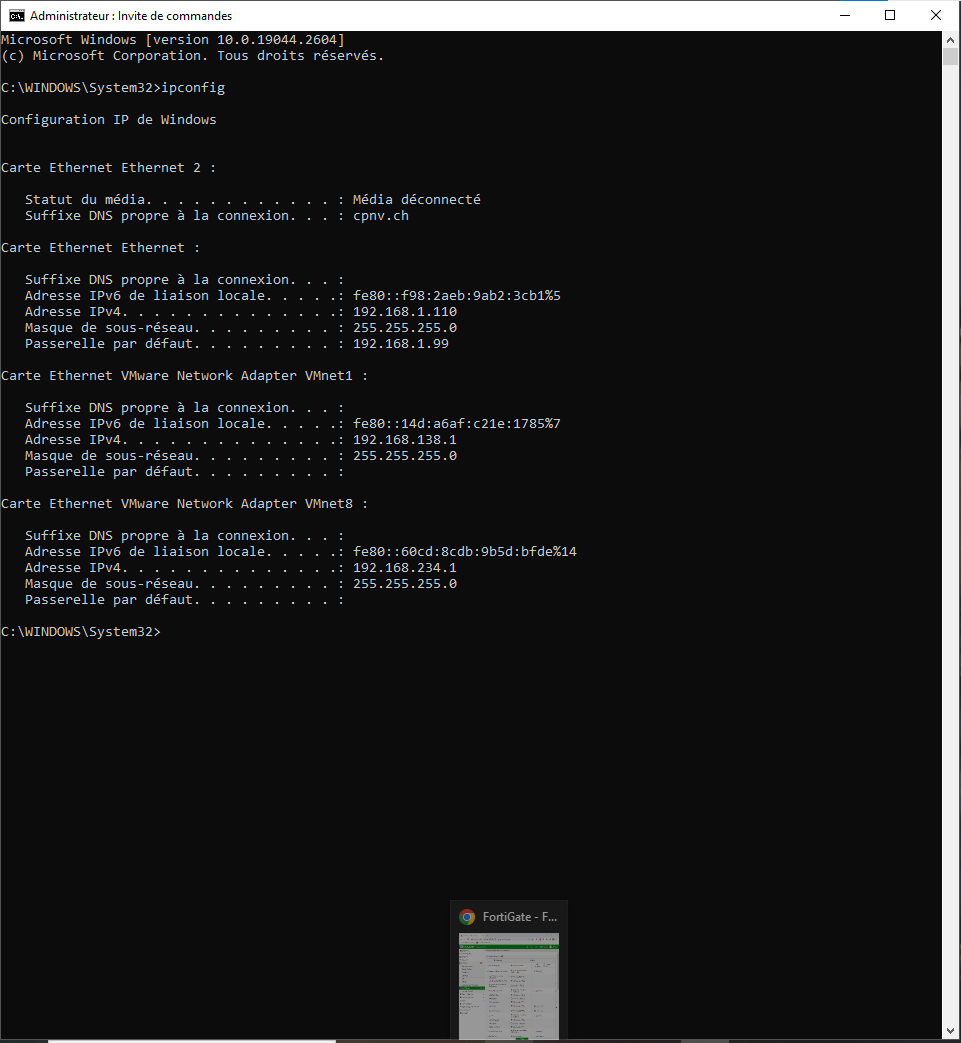 Administrateur : Invite de commandes
Microsoft Windows [version 10.0.19044.2604]
(c) Microsoft Corporation. Tous droits réservés.
C:\WINDOWS\System32>ipconfig
Configuration IP de Windows
Carte Ethernet Ethernet 2 :
   Statut du média. . . . . . . . . . . . : Média déconnecté
   Suffixe DNS propre à la connexion. . . : cpnv.ch
Carte Ethernet Ethernet :
   Suffixe DNS propre à la connexion. . . :
   Adresse IPv6 de liaison locale. . . . .: fe80::f98:2aeb:9ab2:3cb1%5
   Adresse IPv4. . . . . . . . . . . . . .: 192.168.1.110
   Masque de sous-réseau. . . . . . . . . : 255.255.255.0
   Passerelle par défaut. . . . . . . . . : 192.168.1.99
Carte Ethernet VMware Network Adapter VMnet1 :
   Suffixe DNS propre à la connexion. . . :
   Adresse IPv6 de liaison locale. . . . .: fe80::14d:a6af:c21e:1785%7
   Adresse IPv4. . . . . . . . . . . . . .: 192.168.138.1
   Masque de sous-réseau. . . . . . . . . : 255.255.255.0
   Passerelle par défaut. . . . . . . . . :
Carte Ethernet VMware Network Adapter VMnet8 :
   Suffixe DNS propre à la connexion. . . :
   Adresse IPv6 de liaison locale. . . . .: fe80::60cd:8cdb:9b5d:bfde%14
   Adresse IPv4. . . . . . . . . . . . . .: 192.168.234.1
   Masque de sous-réseau. . . . . . . . . : 255.255.255.0
   Passerelle par défaut. . . . . . . . . :
C:\WINDOWS\System32>
FortiGate - F...